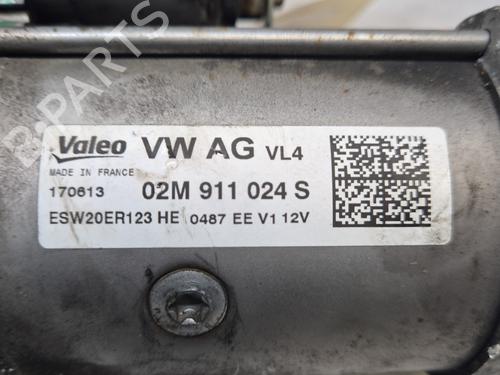 Valeo VW AG VL4
MADE IN FRANCE
170613 02M 911 024 S
ESW20ER123 HE 0487 EE V1 12V
B-PARTS